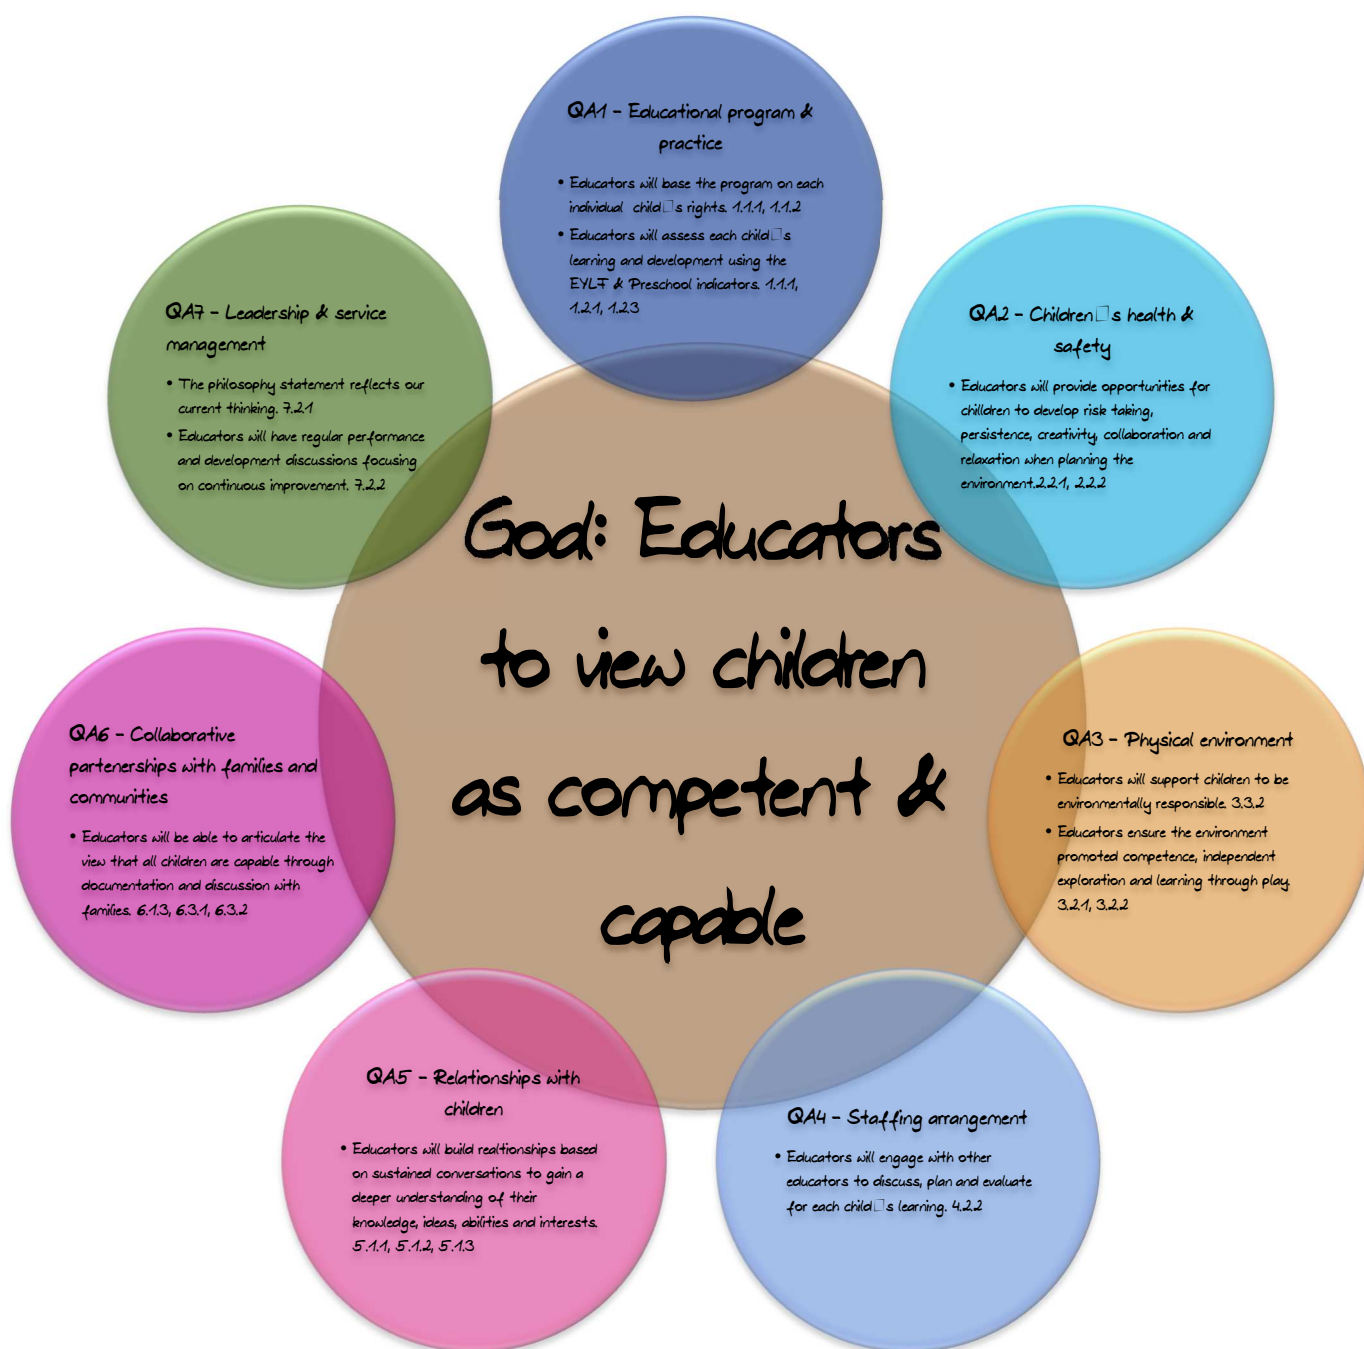 QA1 - Educational program &
practice
• Educators will base the program on each
individual child□s rights. 1.1.1, 1.1.2
• Educators will assess each child□s
learning and development using the
EYLF & Preschool indicators. 1.1.1,
1.2.1, 1.2.3
QA2 - Children□s health &
safety
• Educators will provide opportunities for
chilldren to develop risk taking,
persistence, creativity, collaboration and
relaxation when planning the
environment.2.2.1, 2.2.2
QA3 - Physical environment
• Educators will support children to be
environmentally responsible. 3.3.2
• Educators ensure the environment
promoted competence, independent
exploration and learning through play.
3.2.1, 3.2.2
QA4 - Staffing arrangement
• Educators will engage with other
educators to discuss, plan and evaluate
for each child□s learning. 4.2.2
QA5 - Relationships with
children
• Educators will build realtionships based
on sustained conversations to gain a
deeper understanding of their
knowledge, ideas, abilities and interests.
5.1.1, 5.1.2, 5.1.3
QA6 - Collaborative
partenerships with families and
communities
• Educators will be able to articulate the
view that all children are capable through
documentation and discussion with
families. 6.1.3, 6.3.1, 6.3.2
QA7 - Leadership & service
management
• The philosophy statement reflects our
current thinking. 7.2.1
• Educators will have regular performance
and development discussions focusing
on continuous improvement. 7.2.2
Goal: Educators
to view children
as competent &
capable